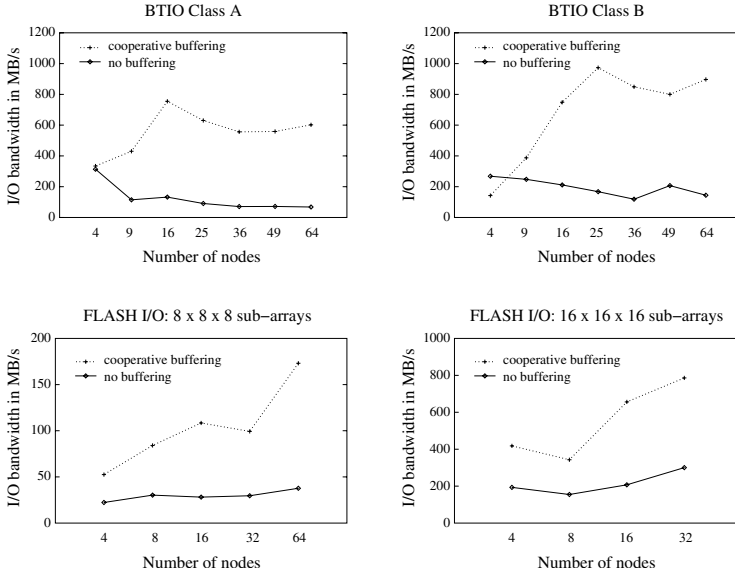 BTIO Class A
I/O bandwidth in MB/s
1200
1000
800
600
400
200
0
cooperative buffering
no buffering
4 9 16 25 36 49 64
Number of nodes
BTIO Class B
I/O bandwidth in MB/s
1200
1000
800
600
400
200
0
cooperative buffering
no buffering
4 9 16 25 36 49 64
Number of nodes
FLASH I/O: 8 x 8 x 8 sub−arrays
I/O bandwidth in MB/s
200
150
100
50
0
cooperative buffering
no buffering
4 8 16 32 64
Number of nodes
FLASH I/O: 16 x 16 x 16 sub−arrays
I/O bandwidth in MB/s
1000
800
600
400
200
0
cooperative buffering
no buffering
4 8 16 32
Number of nodes